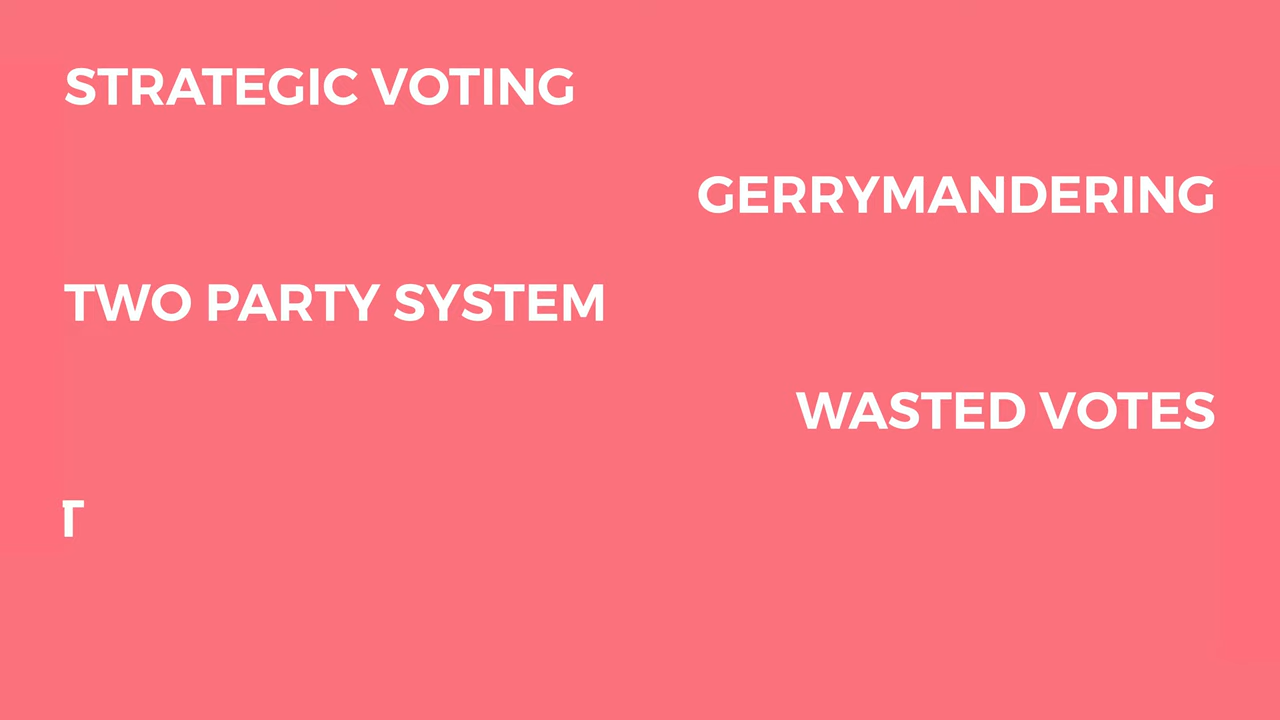 STRATEGIC VOTING
GERRYMANDERING
TWO PARTY SYSTEM
WASTED VOTES